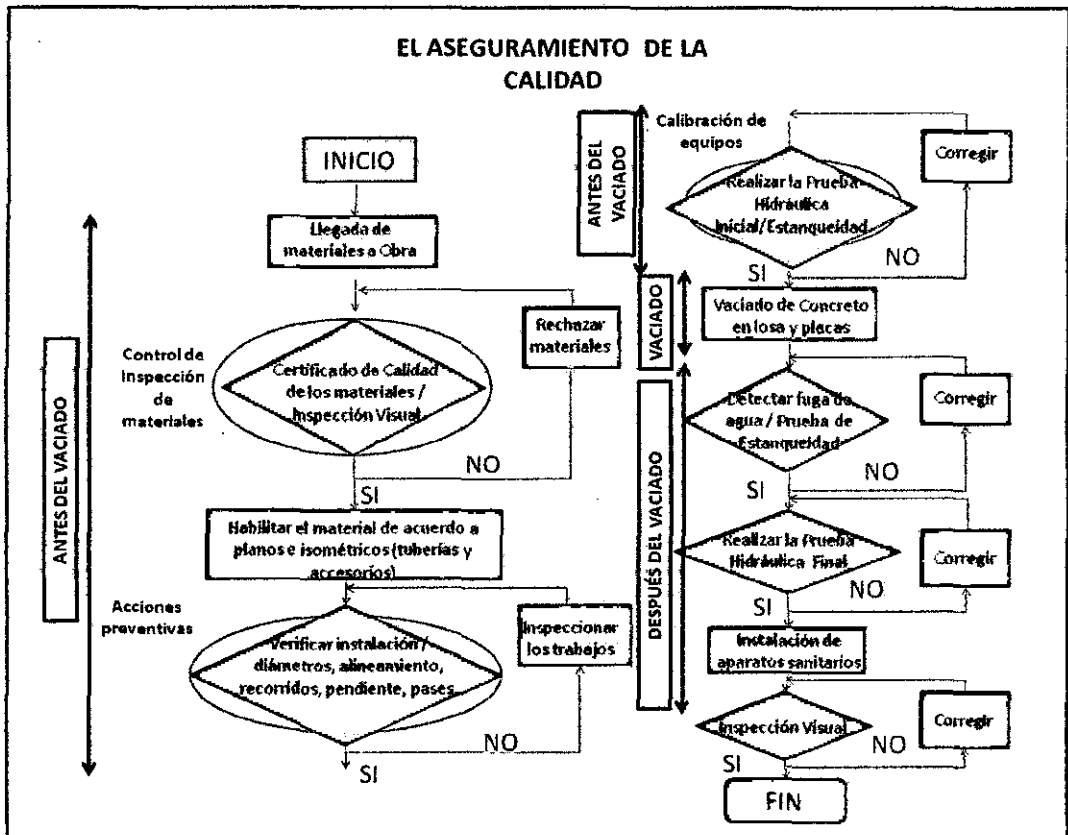 EL ASEGURAMIENTO DE LA
CALIDAD
INICIO
Llegada de
materiales a Obra
ANTES DEL VACIADO
Control de
Inspección
de
materiales
Certificado de Calidad
de los materiales /
Inspección Visual
Rechazar
materiales
NO
SI
Habilitar el material de acuerdo a
planos e isométricos (tuberías y
accesorios)
Acciones
preventivas
Verificar instalación /
diámetros, alineamiento,
recorridos, pendiente, pases
Inspeccionar
los trabajos
NO
SI
ANTES DEL
VACIADO
Calibración de
equipos
Realizar la Prueba
Hidráulica
Inicial/Estanqueidad
Corregir
NO
SI
VACIADO
Vaciado de Concreto
en losa y placas
DESPUÉS DEL VACIADO
Detectar fuga de
agua / Prueba de
Estanqueidad
Corregir
NO
SI
Realizar la Prueba
Hidráulica Final
Corregir
NO
SI
Instalación de
aparatos sanitarios
Inspección Visual
Corregir
NO
SI
FIN